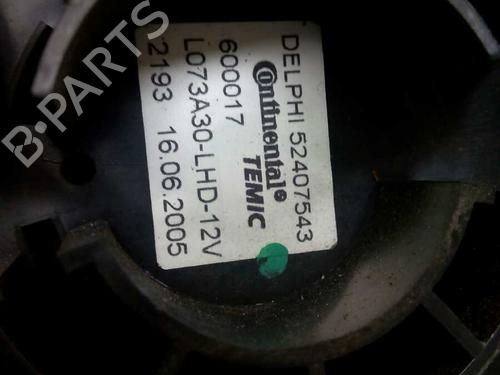 DELPHI 52407543
Continental®
TEMIC
600017
L073A30-LHD-12V
2193 16.06.2005
B-PARTS